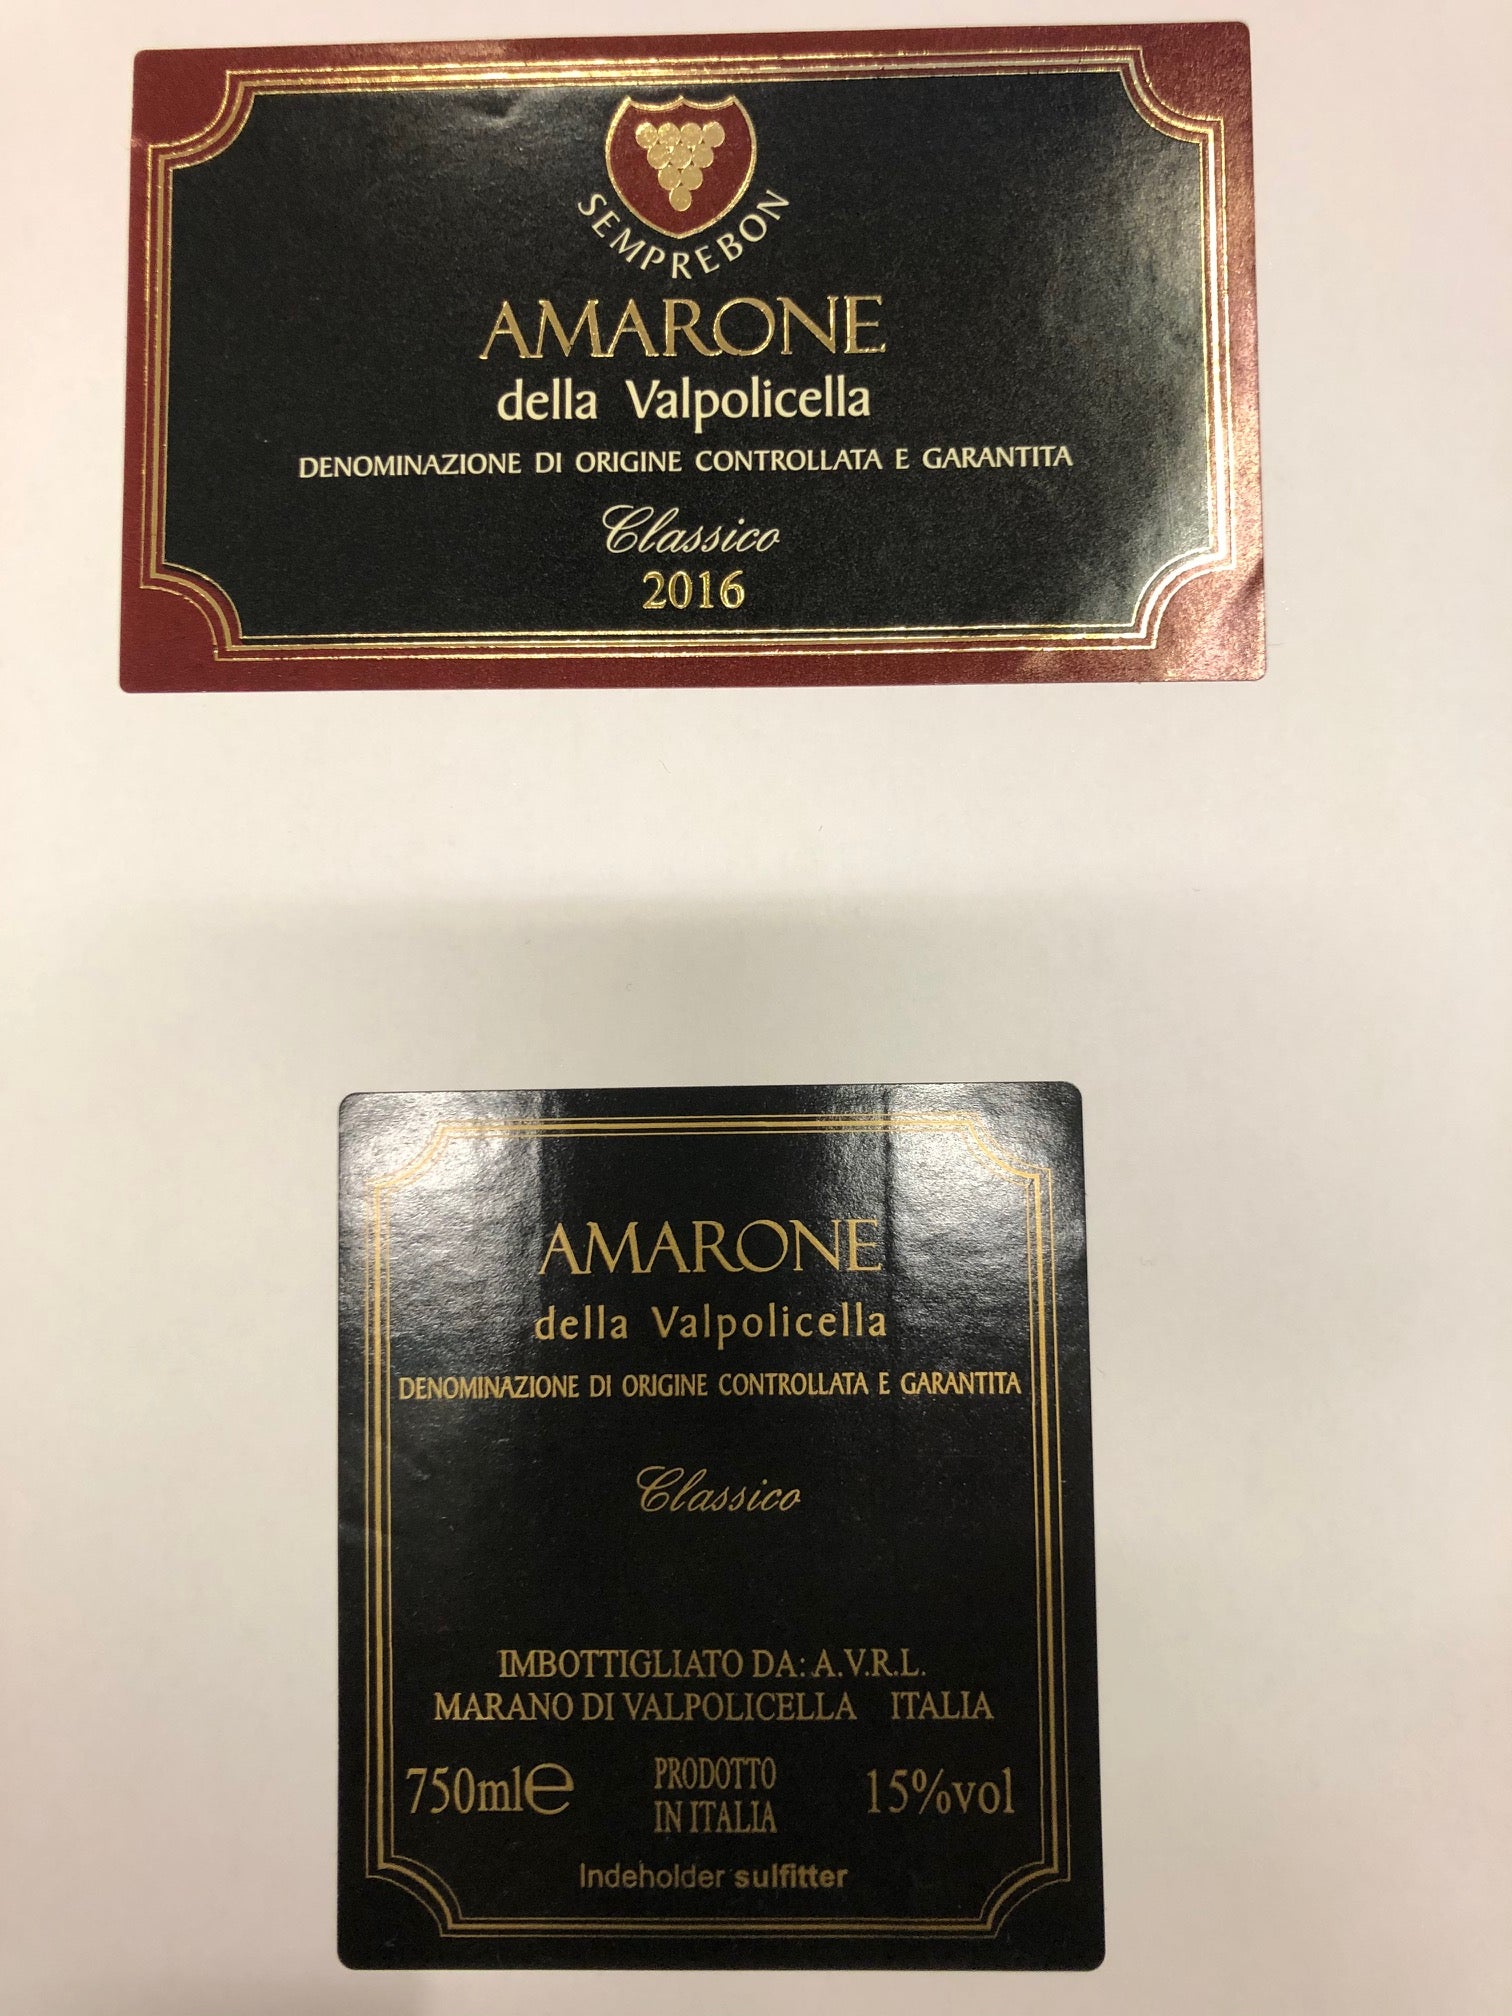 SEMPREBON
AMARONE
della Valpolicella
DENOMINAZIONE DI ORIGINE CONTROLLATA E GARANTITA
Classico
2016
AMARONE
della Valpolicella
DENOMINAZIONE DI ORIGINE CONTROLLATA E GARANTITA
Classico
IMBOTTIGLIATO DA: A.V.R.L.
MARANO DI VALPOLICELLA ITALIA
750ml℮ PRODOTTO 15%vol
IN ITALIA
Indeholder sulfitter